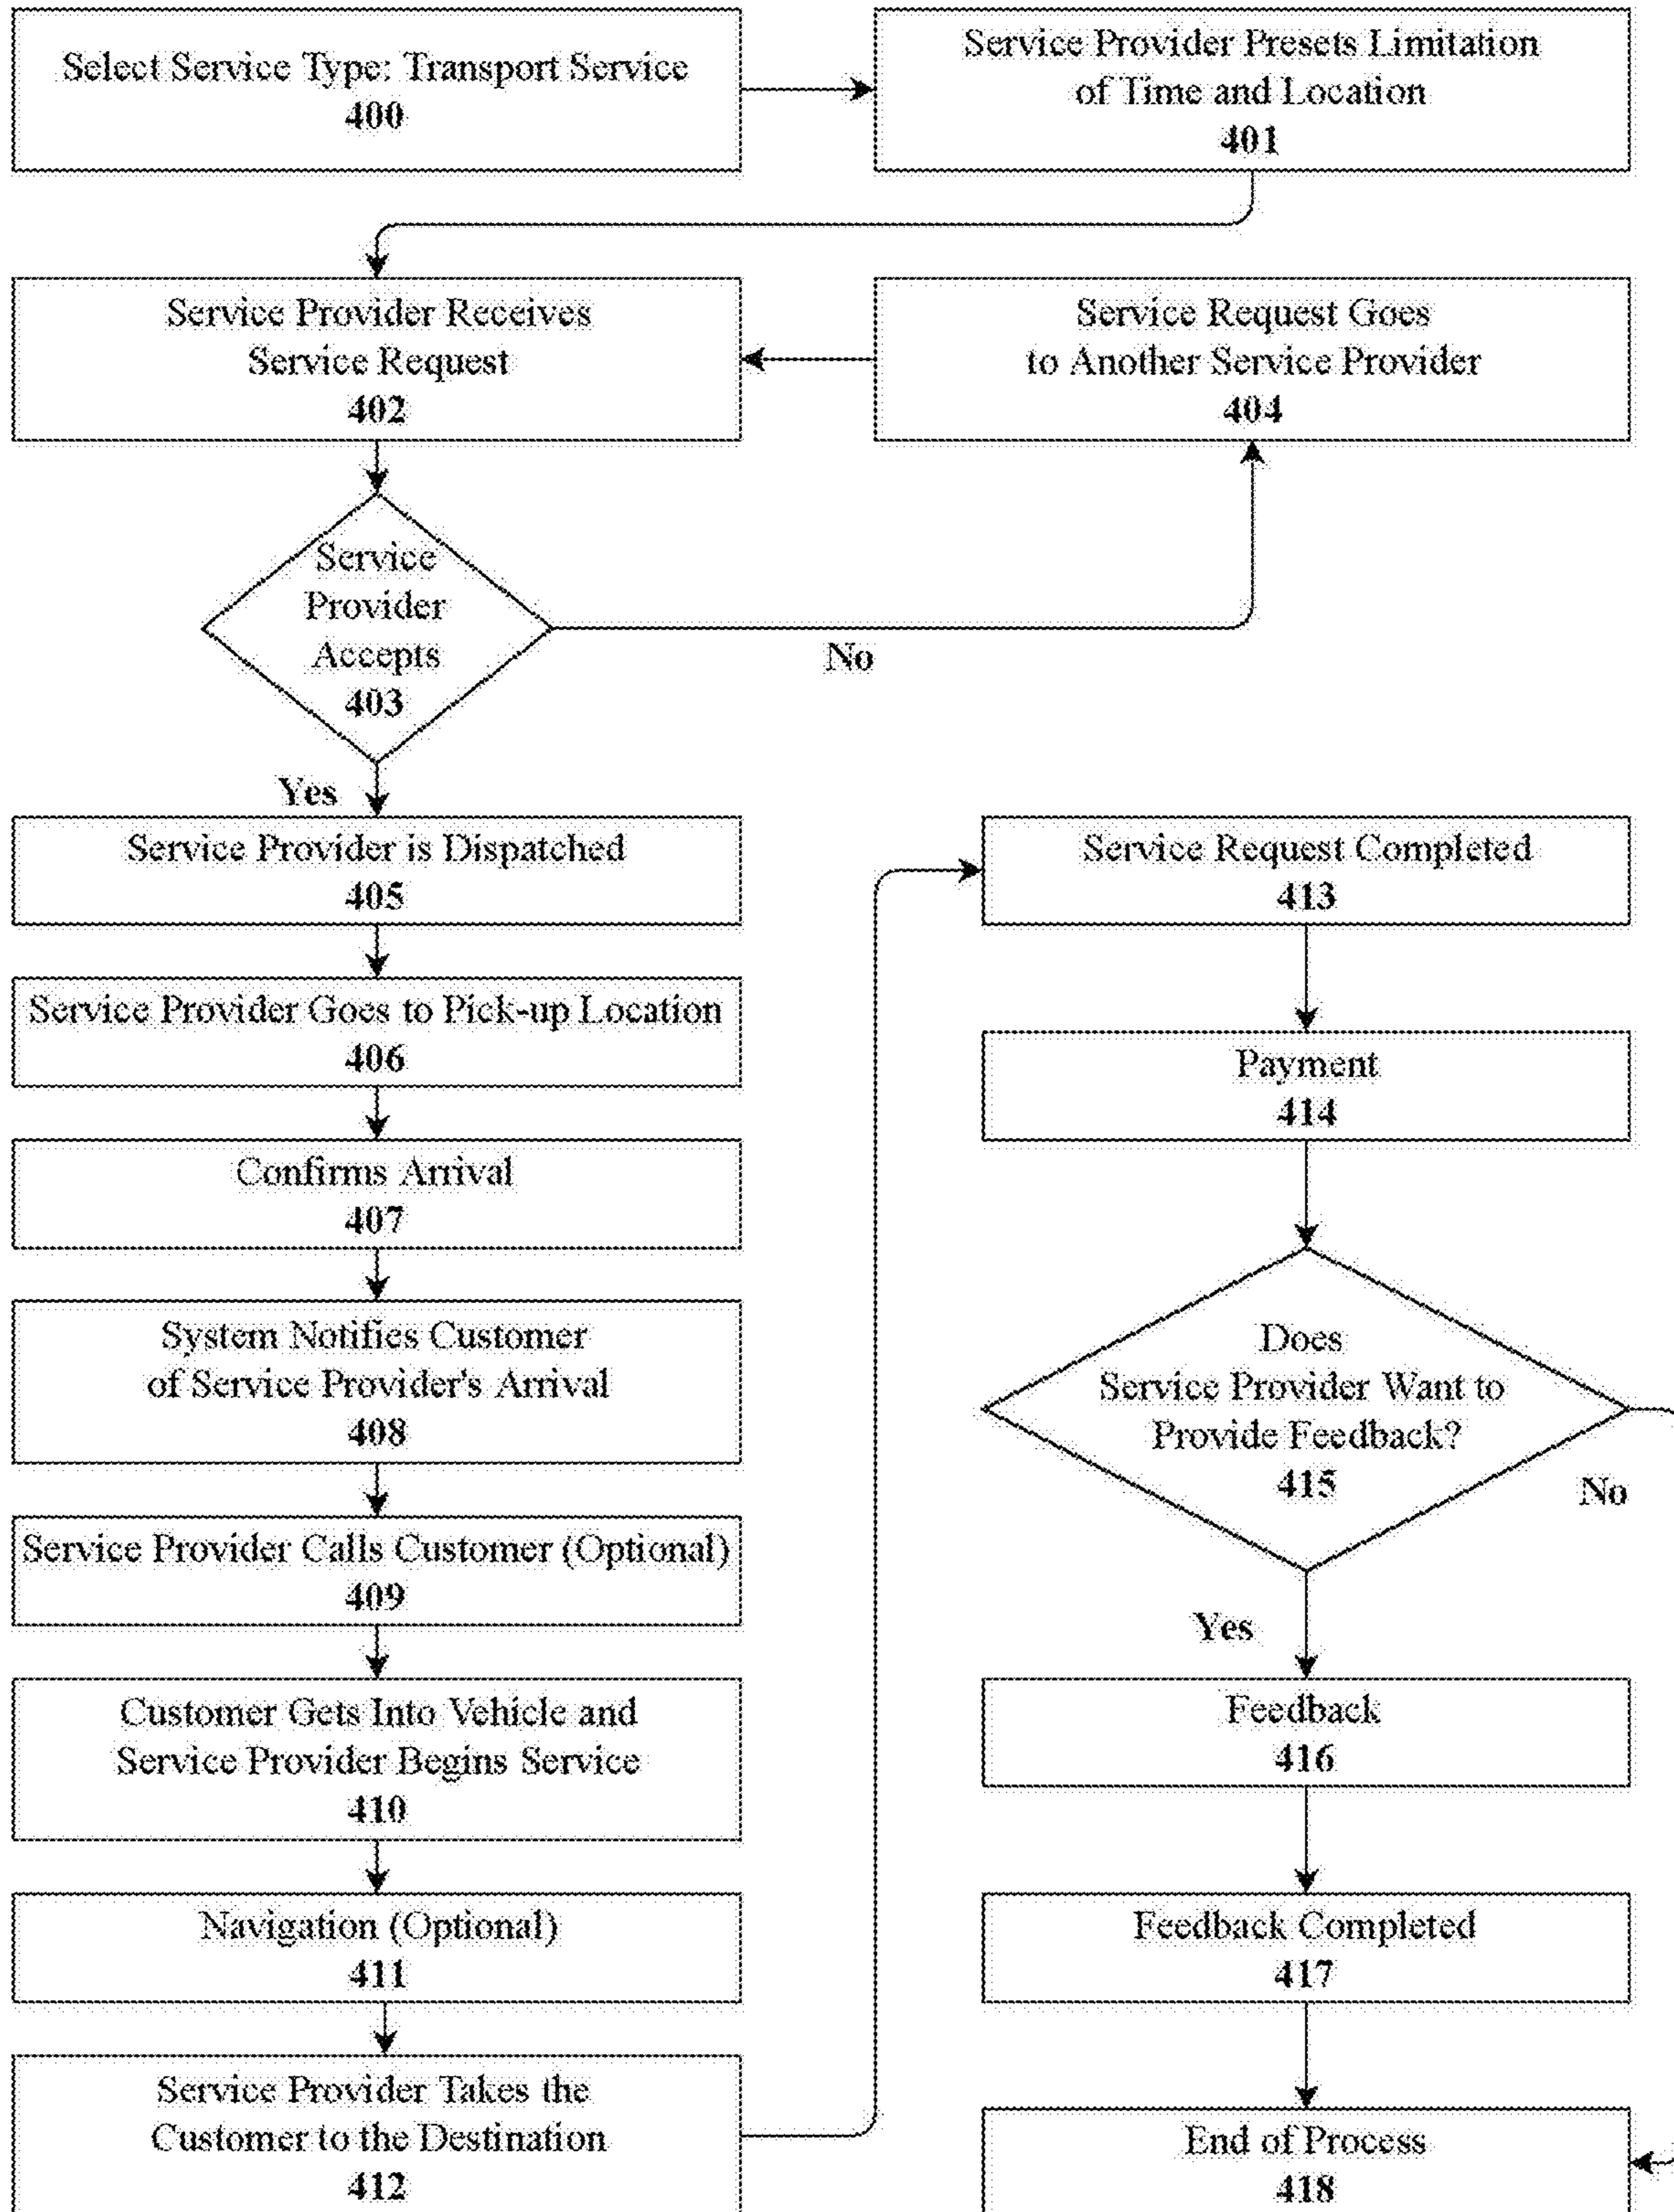 Select Service Type: Transport Service
400
Service Provider Presets Limitation
of Time and Location
401
Service Provider Receives
Service Request
402
Service Request Goes
to Another Service Provider
404
Service
Provider
Accepts
403
No
Yes
Service Provider is Dispatched
405
Service Provider Goes to Pick-up Location
406
Confirms Arrival
407
System Notifies Customer
of Service Provider's Arrival
408
Service Provider Calls Customer (Optional)
409
Customer Gets Into Vehicle and
Service Provider Begins Service
410
Navigation (Optional)
411
Service Provider Takes the
Customer to the Destination
412
Service Request Completed
413
Payment
414
Does
Service Provider Want to
Provide Feedback?
415
No
Yes
Feedback
416
Feedback Completed
417
End of Process
418